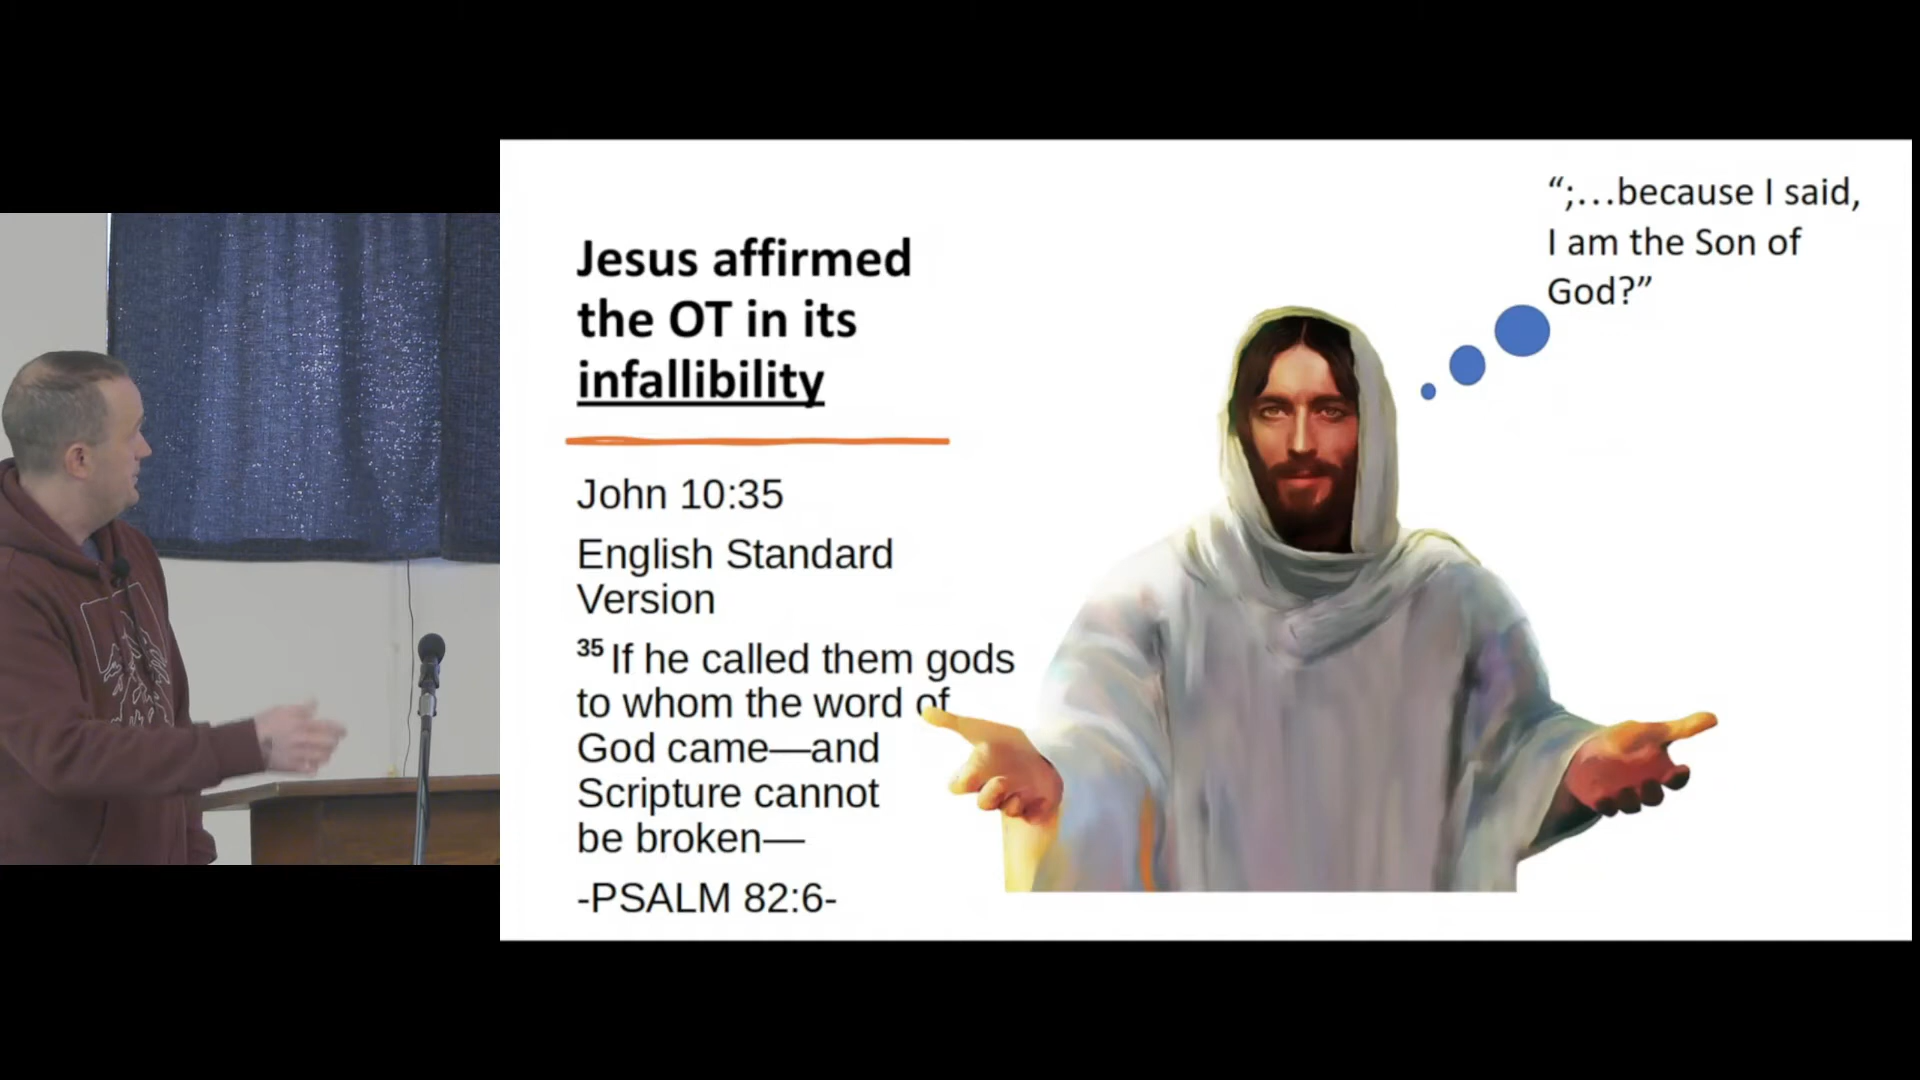 Jesus affirmed
the OT in its
infallibility
John 10:35
English Standard
Version
35 If he called them gods
to whom the word of
God came—and
Scripture cannot
be broken—
-PSALM 82:6-
“;…because I said,
I am the Son of
God?”